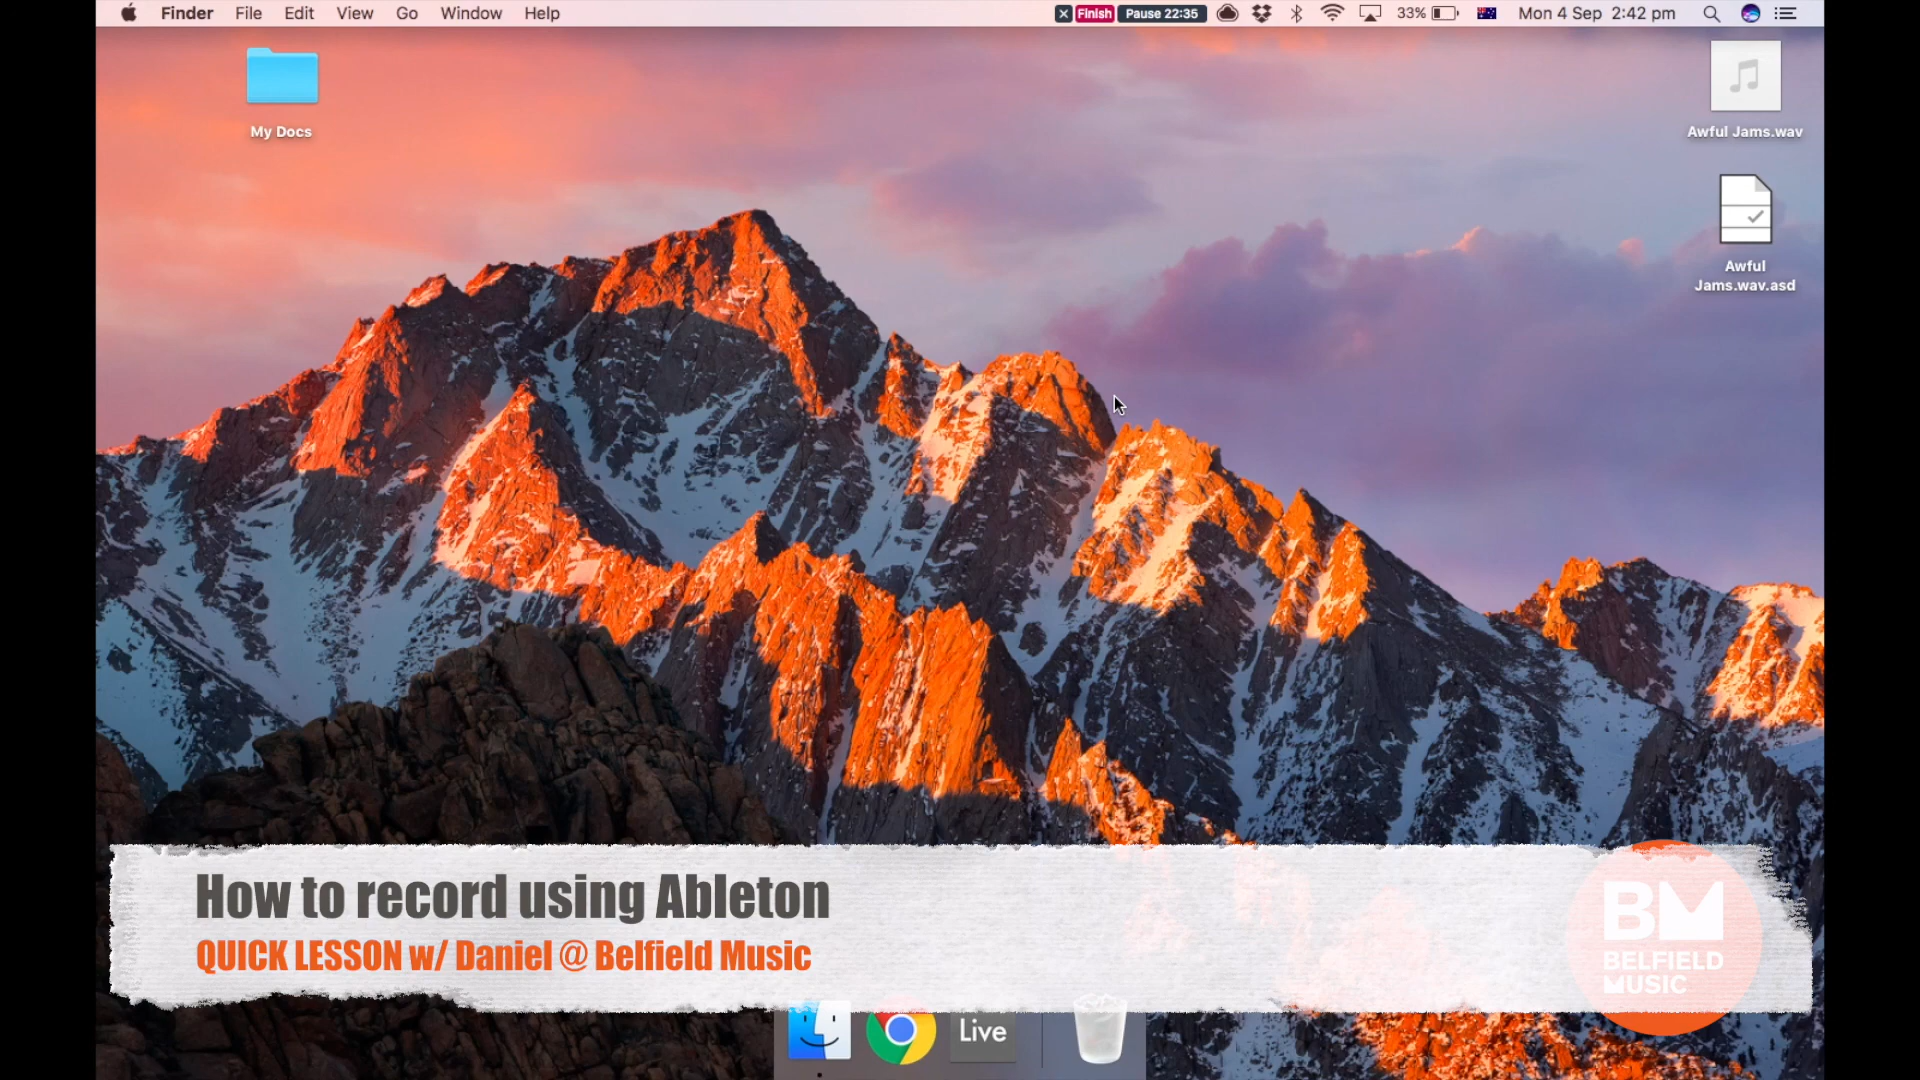 Finder File Edit View Go Window Help Finish Pause 22:35 33% Mon 4 Sep 2:42 pm
My Docs
Awful Jams.wav
Awful
Jams.wav.asd
How to record using Ableton
QUICK LESSON w/ Daniel @ Belfield Music
BM
BELFIELD
MUSIC
Live